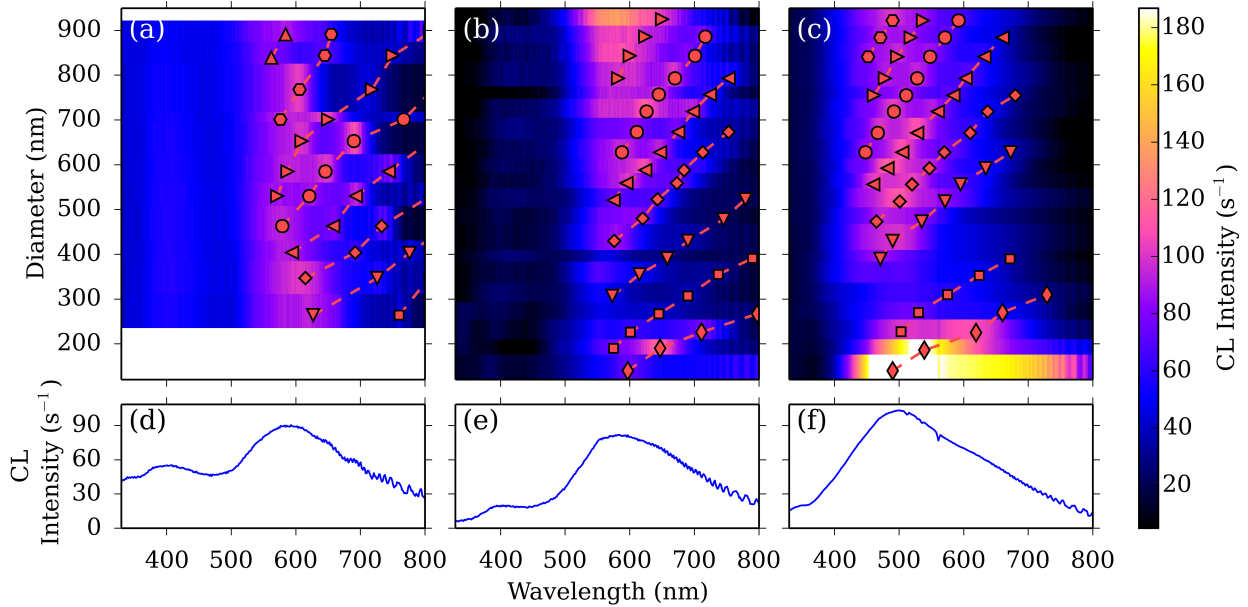 (a) (b) (c)
900
800
700
600
500
400
300
200
Diameter (nm)
180
160
140
120
100
80
60
40
20
CL Intensity (s⁻¹)
(d) (e) (f)
90
60
30
0
CL
Intensity (s⁻¹)
400 500 600 700 800 400 500 600 700 800 400 500 600 700 800
Wavelength (nm)